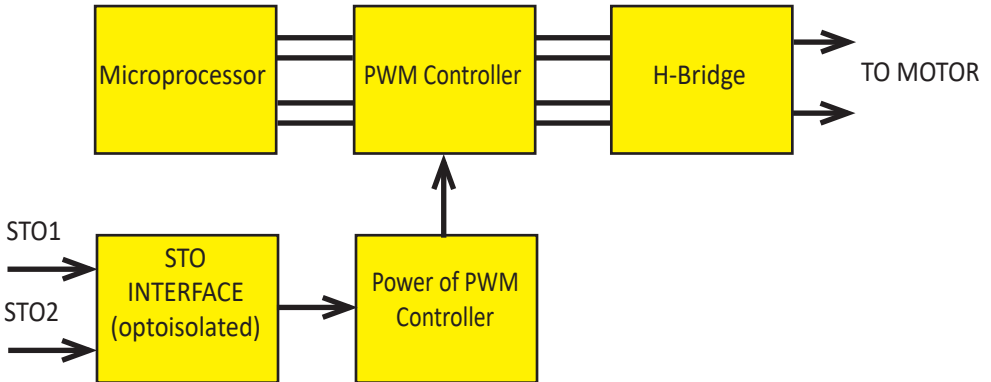 Microprocessor
PWM Controller
H-Bridge
TO MOTOR
STO1
STO2
STO
INTERFACE
(optoisolated)
Power of PWM
Controller